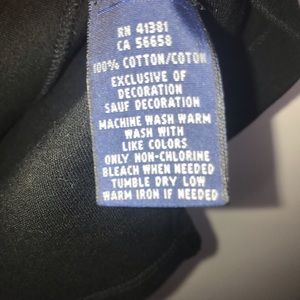 RN 41381
CA 56658
100% COTTON/COTON
EXCLUSIVE OF
DECORATION
SAUF DECORATION
MACHINE WASH WARM
WASH WITH
LIKE COLORS
ONLY NON-CHLORINE
BLEACH WHEN NEEDED
TUMBLE DRY LOW
WARM IRON IF NEEDED